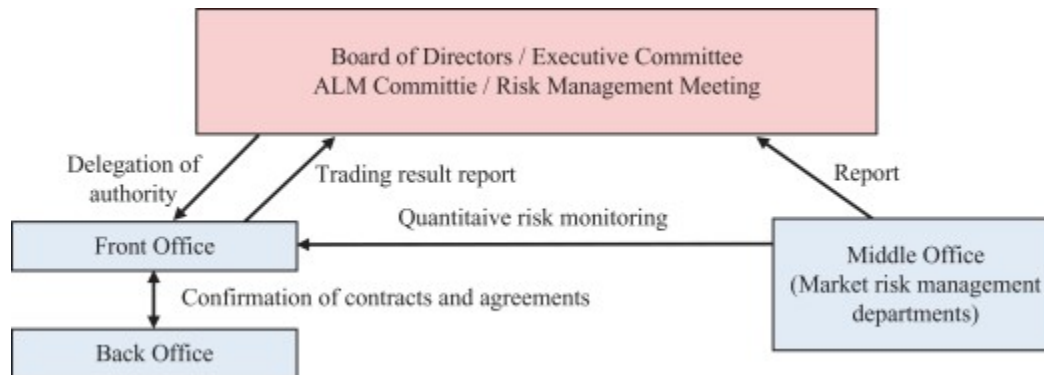 Board of Directors / Executive Committee
ALM Committie / Risk Management Meeting
Delegation of
authority
Trading result report
Report
Quantitaive risk monitoring
Front Office
Middle Office
(Market risk management
departments)
Confirmation of contracts and agreements
Back Office